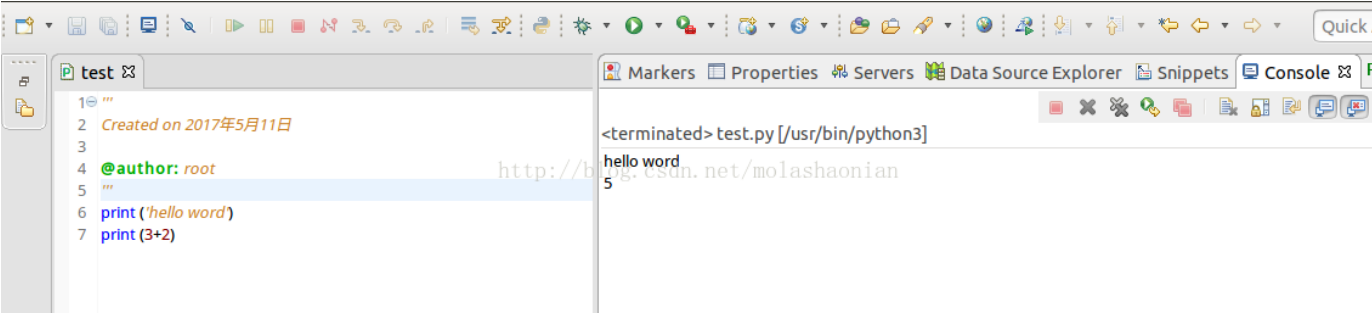 Quick
test
Markers Properties Servers Data Source Explorer Snippets Console
1 '''
2 Created on 2017年5月11日
3
4 @author: root
5 '''
6 print ('hello word')
7 print (3+2)
<terminated> test.py [/usr/bin/python3]
hello word
5
http://blog.csdn.net/molashaonian